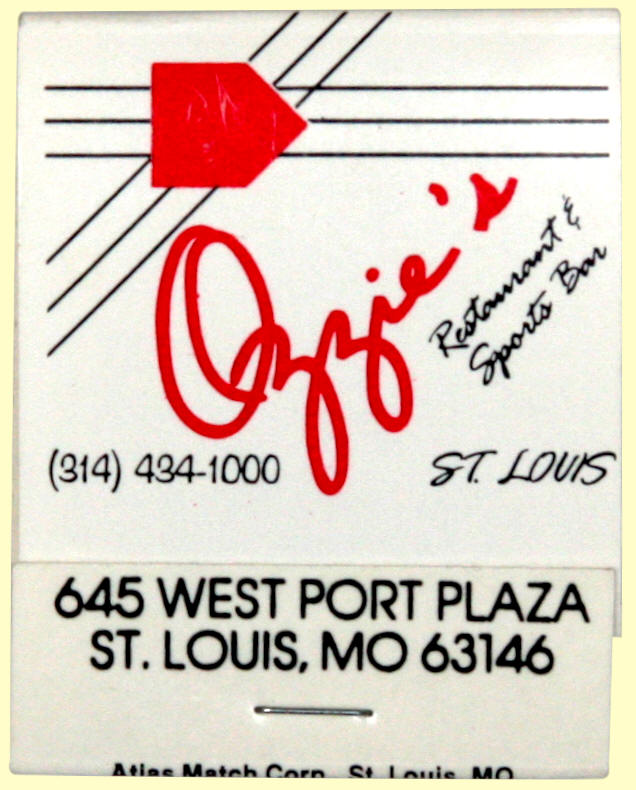 Ozzie's
Restaurant &
Sports Bar
(314) 434-1000
ST. LOUIS
645 WEST PORT PLAZA
ST. LOUIS, MO 63146
Atlas Match Corp. St. Louis, MO